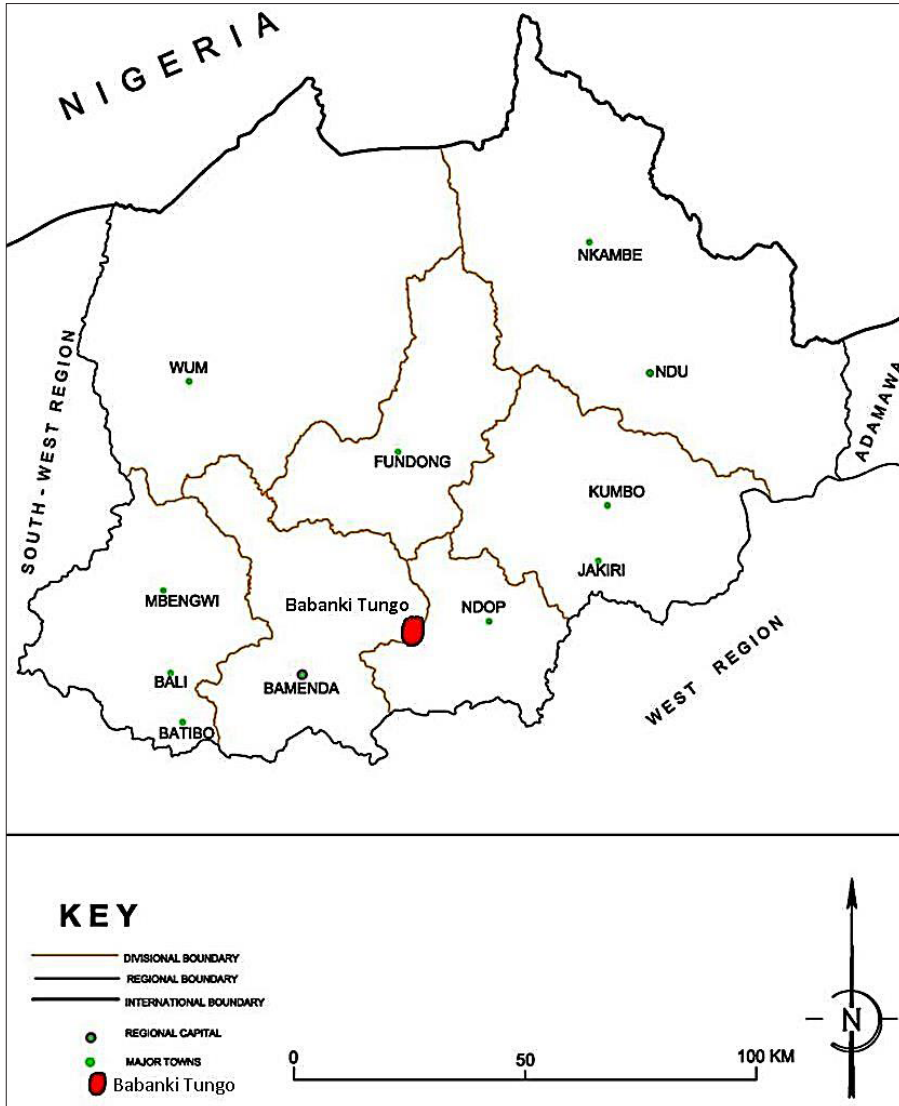 NIGERIA
NKAMBE
WUM
NDU
SOUTH-WEST REGION
ADAMAWA
FUNDONG
KUMBO
JAKIRI
MBENGWI
Babanki Tungo
NDOP
BALI
BAMENDA
BATIBO
WEST REGION
KEY
DIVISIONAL BOUNDARY
REGIONAL BOUNDARY
INTERNATIONAL BOUNDARY
REGIONAL CAPITAL
MAJOR TOWNS
Babanki Tungo
0 50 100 KM
N